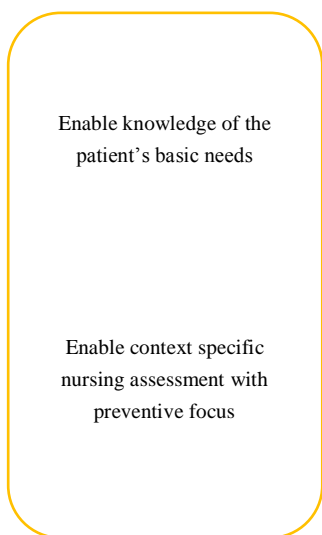 Enable knowledge of the
patient’s basic needs
Enable context specific
nursing assessment with
preventive focus